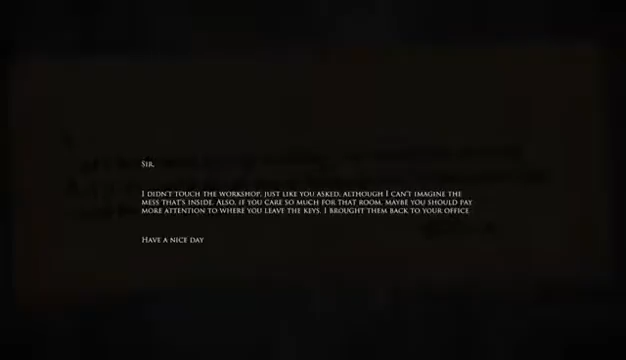 Sir,
I didn't touch the workshop, just like you asked, although I can't imagine the
mess that's inside. Also, if you care so much for that room, maybe you should pay
more attention to where you leave the keys. I brought them back to your office
Have a nice day